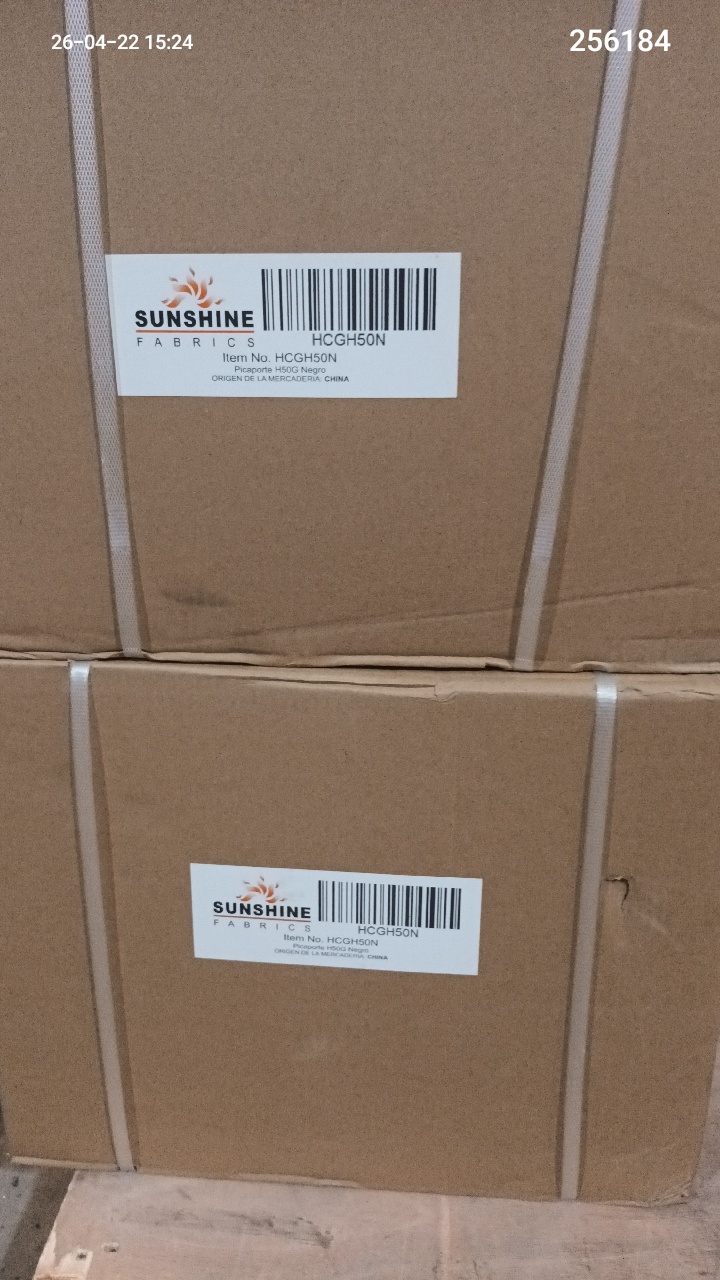 26-04-22 15:24
256184
SUNSHINE
FABRICS
HCGH50N
Item No. HCGH50N
Picaporte H50G Negro
ORIGEN DE LA MERCADERIA: CHINA
SUNSHINE
FABRICS
HCGH50N
Item No. HCGH50N
Picaporte H50G Negro
ORIGEN DE LA MERCADERIA: CHINA